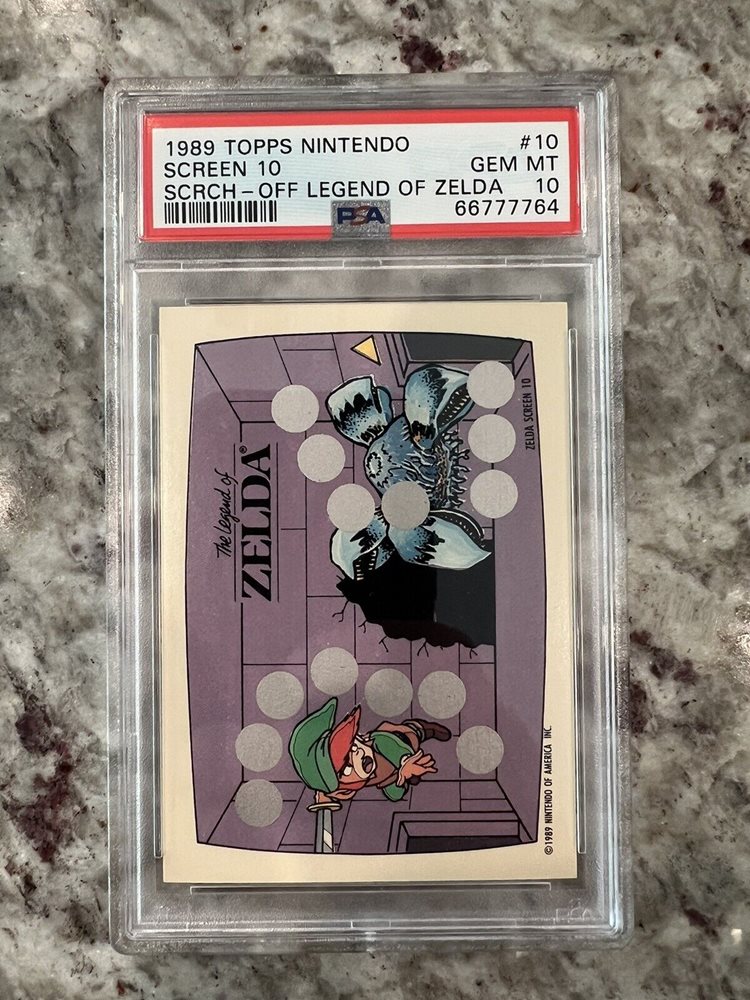 1989 TOPPS NINTENDO #10
SCREEN 10 GEM MT
SCRCH-OFF LEGEND OF ZELDA 10
PSA 66777764
The Legend of
ZELDA®
ZELDA SCREEN 10
©1989 NINTENDO OF AMERICA INC.
PSA